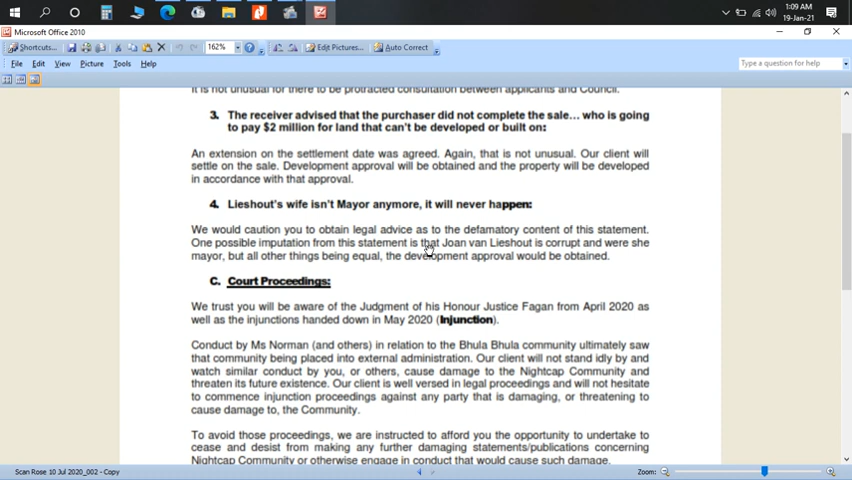 1:09 AM
19-Jan-21
Microsoft Office 2010
Shortcuts...
162%
Edit Pictures...
Auto Correct
File Edit View Picture Tools Help
Type a question for help
It is not unusual for there to be protracted consultation between applicants and Council.
3. The receiver advised that the purchaser did not complete the sale... who is going
to pay $2 million for land that can't be developed or built on:
An extension on the settlement date was agreed. Again, that is not unusual. Our client will
settle on the sale. Development approval will be obtained and the property will be developed
in accordance with that approval.
4. Lieshout's wife isn't Mayor anymore, it will never happen:
We would caution you to obtain legal advice as to the defamatory content of this statement.
One possible imputation from this statement is that Joan van Lieshout is corrupt and were she
mayor, but all other things being equal, the development approval would be obtained.
C. Court Proceedings:
We trust you will be aware of the Judgment of his Honour Justice Fagan from April 2020 as
well as the injunctions handed down in May 2020 (Injunction).
Conduct by Ms Norman (and others) in relation to the Bhula Bhula community ultimately saw
that community being placed into external administration. Our client will not stand idly by and
watch similar conduct by you, or others, cause damage to the Nightcap Community and
threaten its future existence. Our client is well versed in legal proceedings and will not hesitate
to commence injunction proceedings against any party that is damaging, or threatening to
cause damage to, the Community.
To avoid those proceedings, we are instructed to afford you the opportunity to undertake to
cease and desist from making any further damaging statements/publications concerning
Nightcap Community or otherwise engage in conduct that would cause such damage.
Scan Rose 10 Jul 2020_002 - Copy
Zoom: